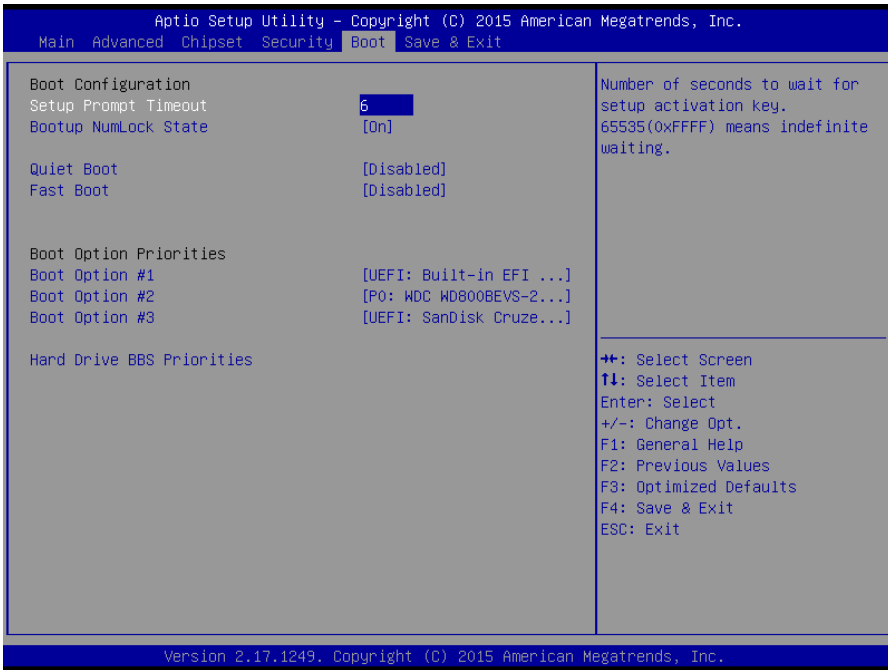 Aptio Setup Utility – Copyright (C) 2015 American Megatrends, Inc.
Main Advanced Chipset Security Boot Save & Exit
Boot Configuration
Setup Prompt Timeout 6
Bootup NumLock State [On]
Quiet Boot [Disabled]
Fast Boot [Disabled]
Boot Option Priorities
Boot Option #1 [UEFI: Built-in EFI ...]
Boot Option #2 [P0: WDC WD800BEVS-2...]
Boot Option #3 [UEFI: SanDisk Cruze...]
Hard Drive BBS Priorities
Number of seconds to wait for
setup activation key.
65535(0xFFFF) means indefinite
waiting.
→←: Select Screen
↑↓: Select Item
Enter: Select
+/-: Change Opt.
F1: General Help
F2: Previous Values
F3: Optimized Defaults
F4: Save & Exit
ESC: Exit
Version 2.17.1249. Copyright (C) 2015 American Megatrends, Inc.